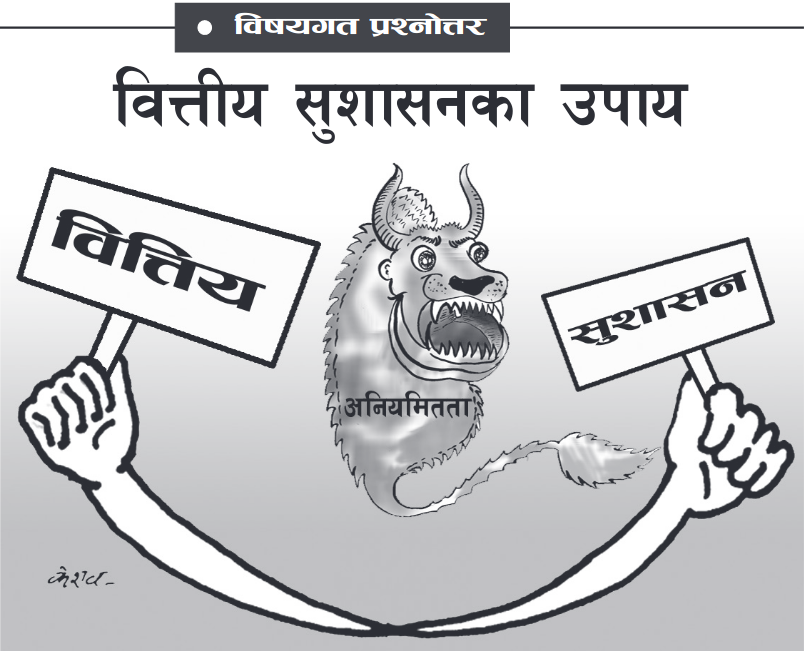 • विषयगत प्रश्नोत्तर
वित्तीय सुशासनका उपाय
वित्तिय
सुशासन
अनियमितता
केशव-